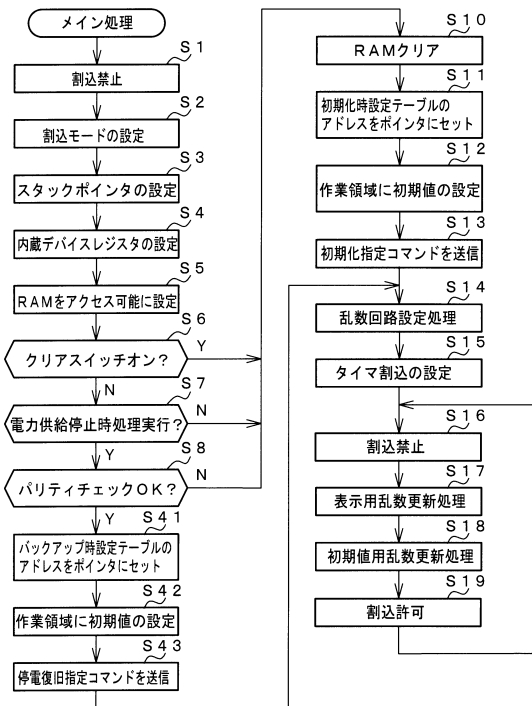 メイン処理
S1
割込禁止
S2
割込モードの設定
S3
スタックポインタの設定
S4
内蔵デバイスレジスタの設定
S5
RAMをアクセス可能に設定
S6
クリアスイッチオン?
Y
N
S7
電力供給停止時処理実行?
N
Y
S8
パリティチェックOK?
N
Y
S41
バックアップ時設定テーブルの
アドレスをポインタにセット
S42
作業領域に初期値の設定
S43
停電復旧指定コマンドを送信
S10
RAMクリア
S11
初期化時設定テーブルの
アドレスをポインタにセット
S12
作業領域に初期値の設定
S13
初期化指定コマンドを送信
S14
乱数回路設定処理
S15
タイマ割込の設定
S16
割込禁止
S17
表示用乱数更新処理
S18
初期値用乱数更新処理
S19
割込許可